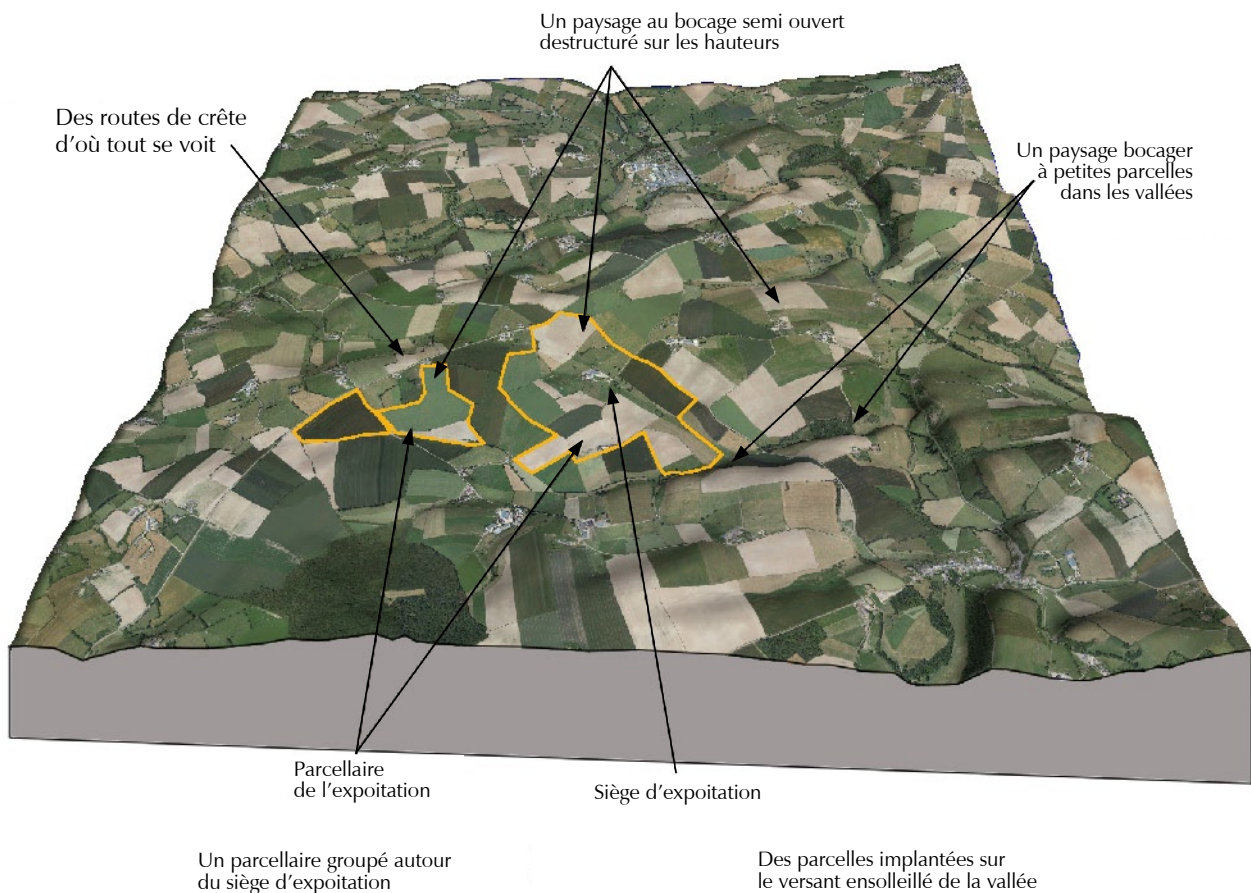 Un paysage au bocage semi ouvert
destructuré sur les hauteurs
Des routes de crête
d'où tout se voit
Un paysage bocager
à petites parcelles
dans les vallées
Parcellaire
de l'expoitation
Siège d'expoitation
Un parcellaire groupé autour
du siège d'expoitation
Des parcelles implantées sur
le versant ensolleillé de la vallée